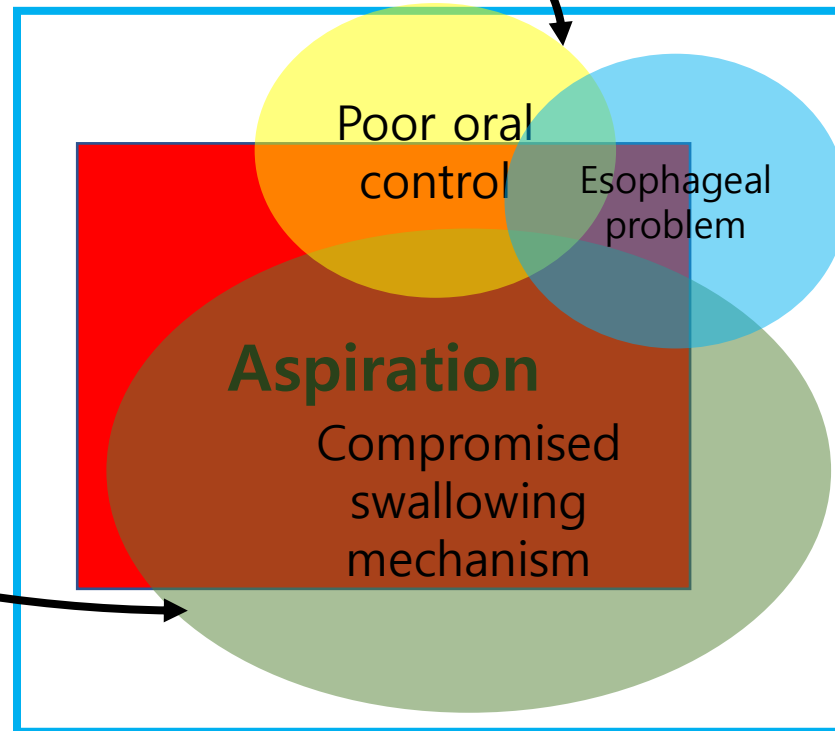 Poor oral
control
Esophageal
problem
Aspiration
Compromised
swallowing
mechanism